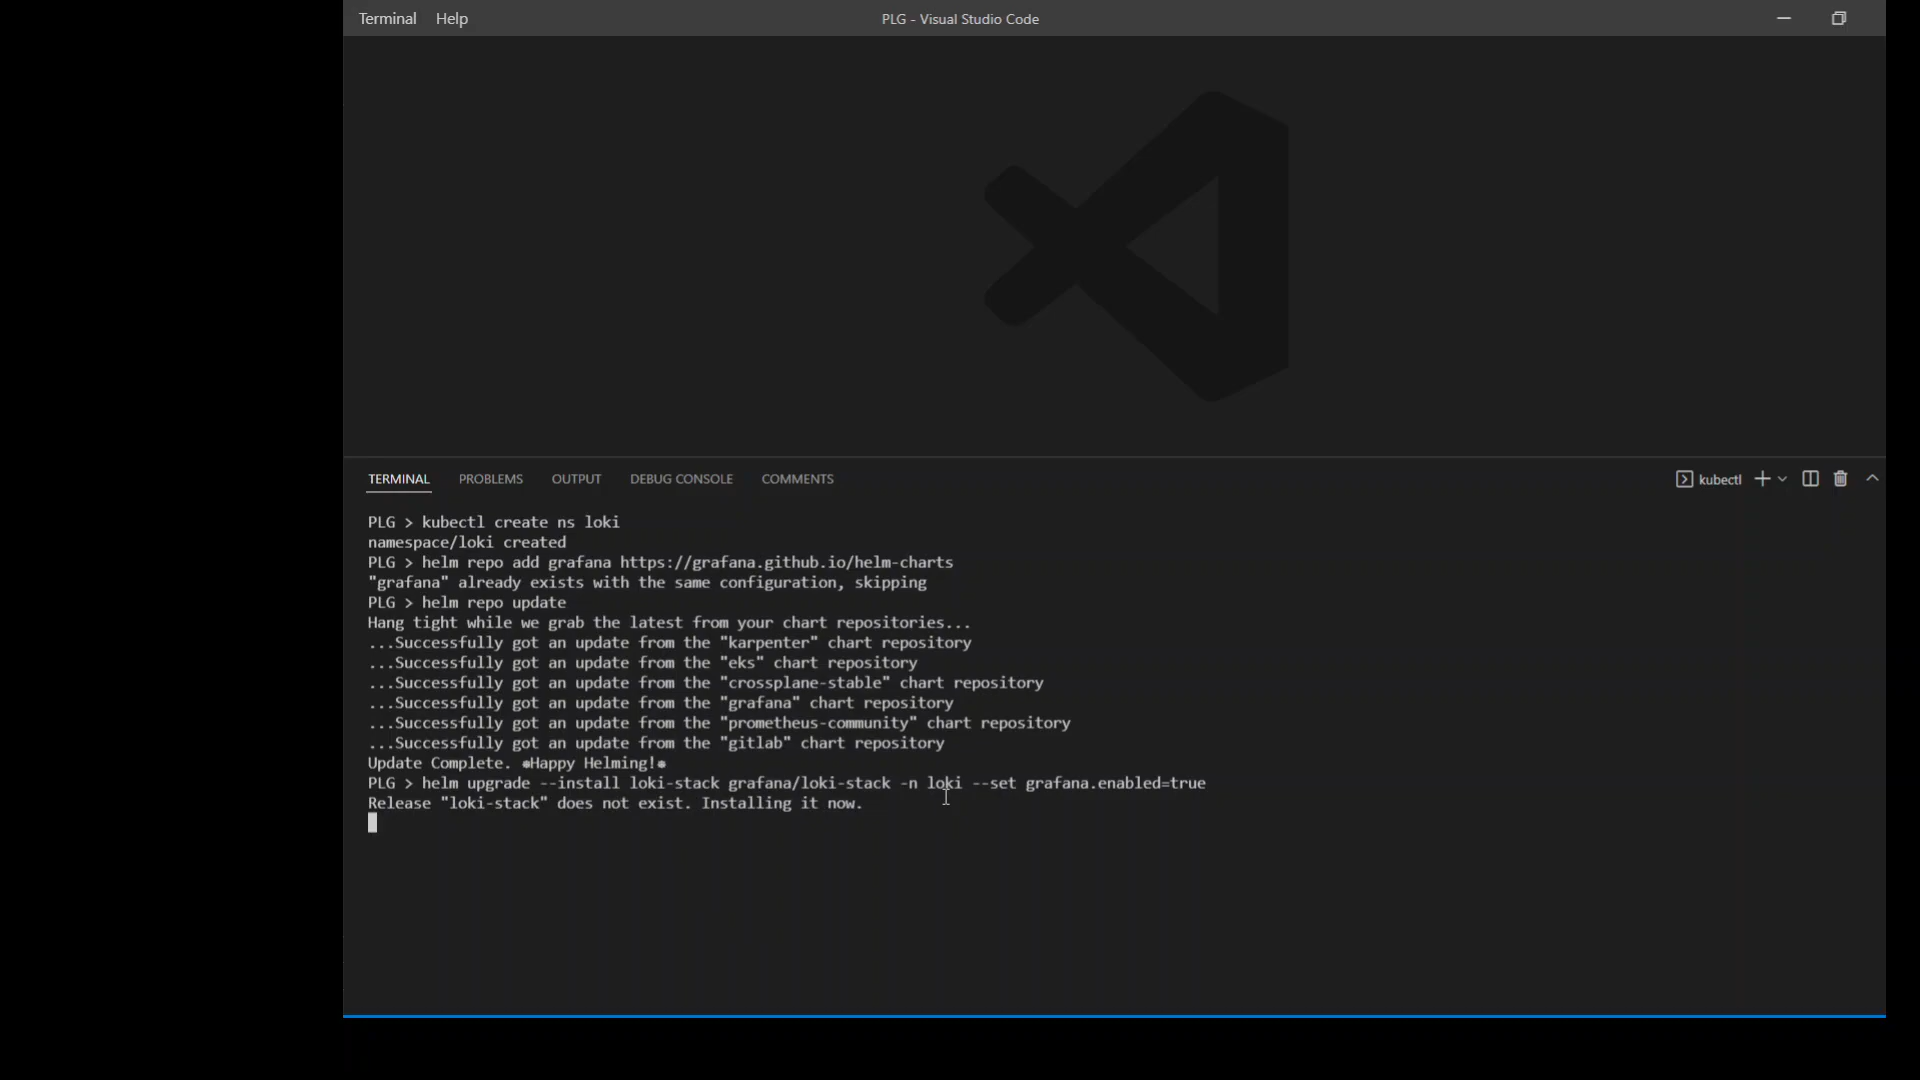 Terminal Help PLG - Visual Studio Code
TERMINAL PROBLEMS OUTPUT DEBUG CONSOLE COMMENTS kubectl
PLG > kubectl create ns loki
namespace/loki created
PLG > helm repo add grafana https://grafana.github.io/helm-charts
"grafana" already exists with the same configuration, skipping
PLG > helm repo update
Hang tight while we grab the latest from your chart repositories...
...Successfully got an update from the "karpenter" chart repository
...Successfully got an update from the "eks" chart repository
...Successfully got an update from the "crossplane-stable" chart repository
...Successfully got an update from the "grafana" chart repository
...Successfully got an update from the "prometheus-community" chart repository
...Successfully got an update from the "gitlab" chart repository
Update Complete. ⎈Happy Helming!⎈
PLG > helm upgrade --install loki-stack grafana/loki-stack -n loki --set grafana.enabled=true
Release "loki-stack" does not exist. Installing it now.